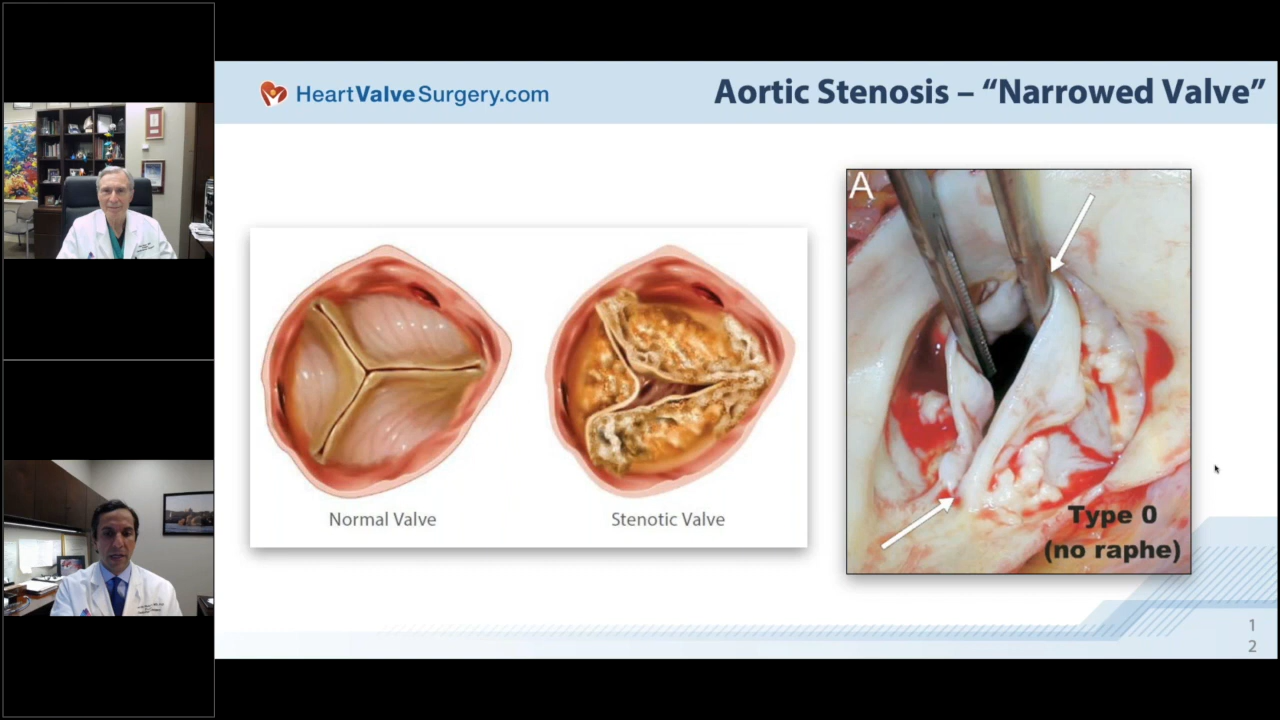 HeartValveSurgery.com
Aortic Stenosis – “Narrowed Valve”
A
Normal Valve
Stenotic Valve
Type 0
(no raphe)
1
2